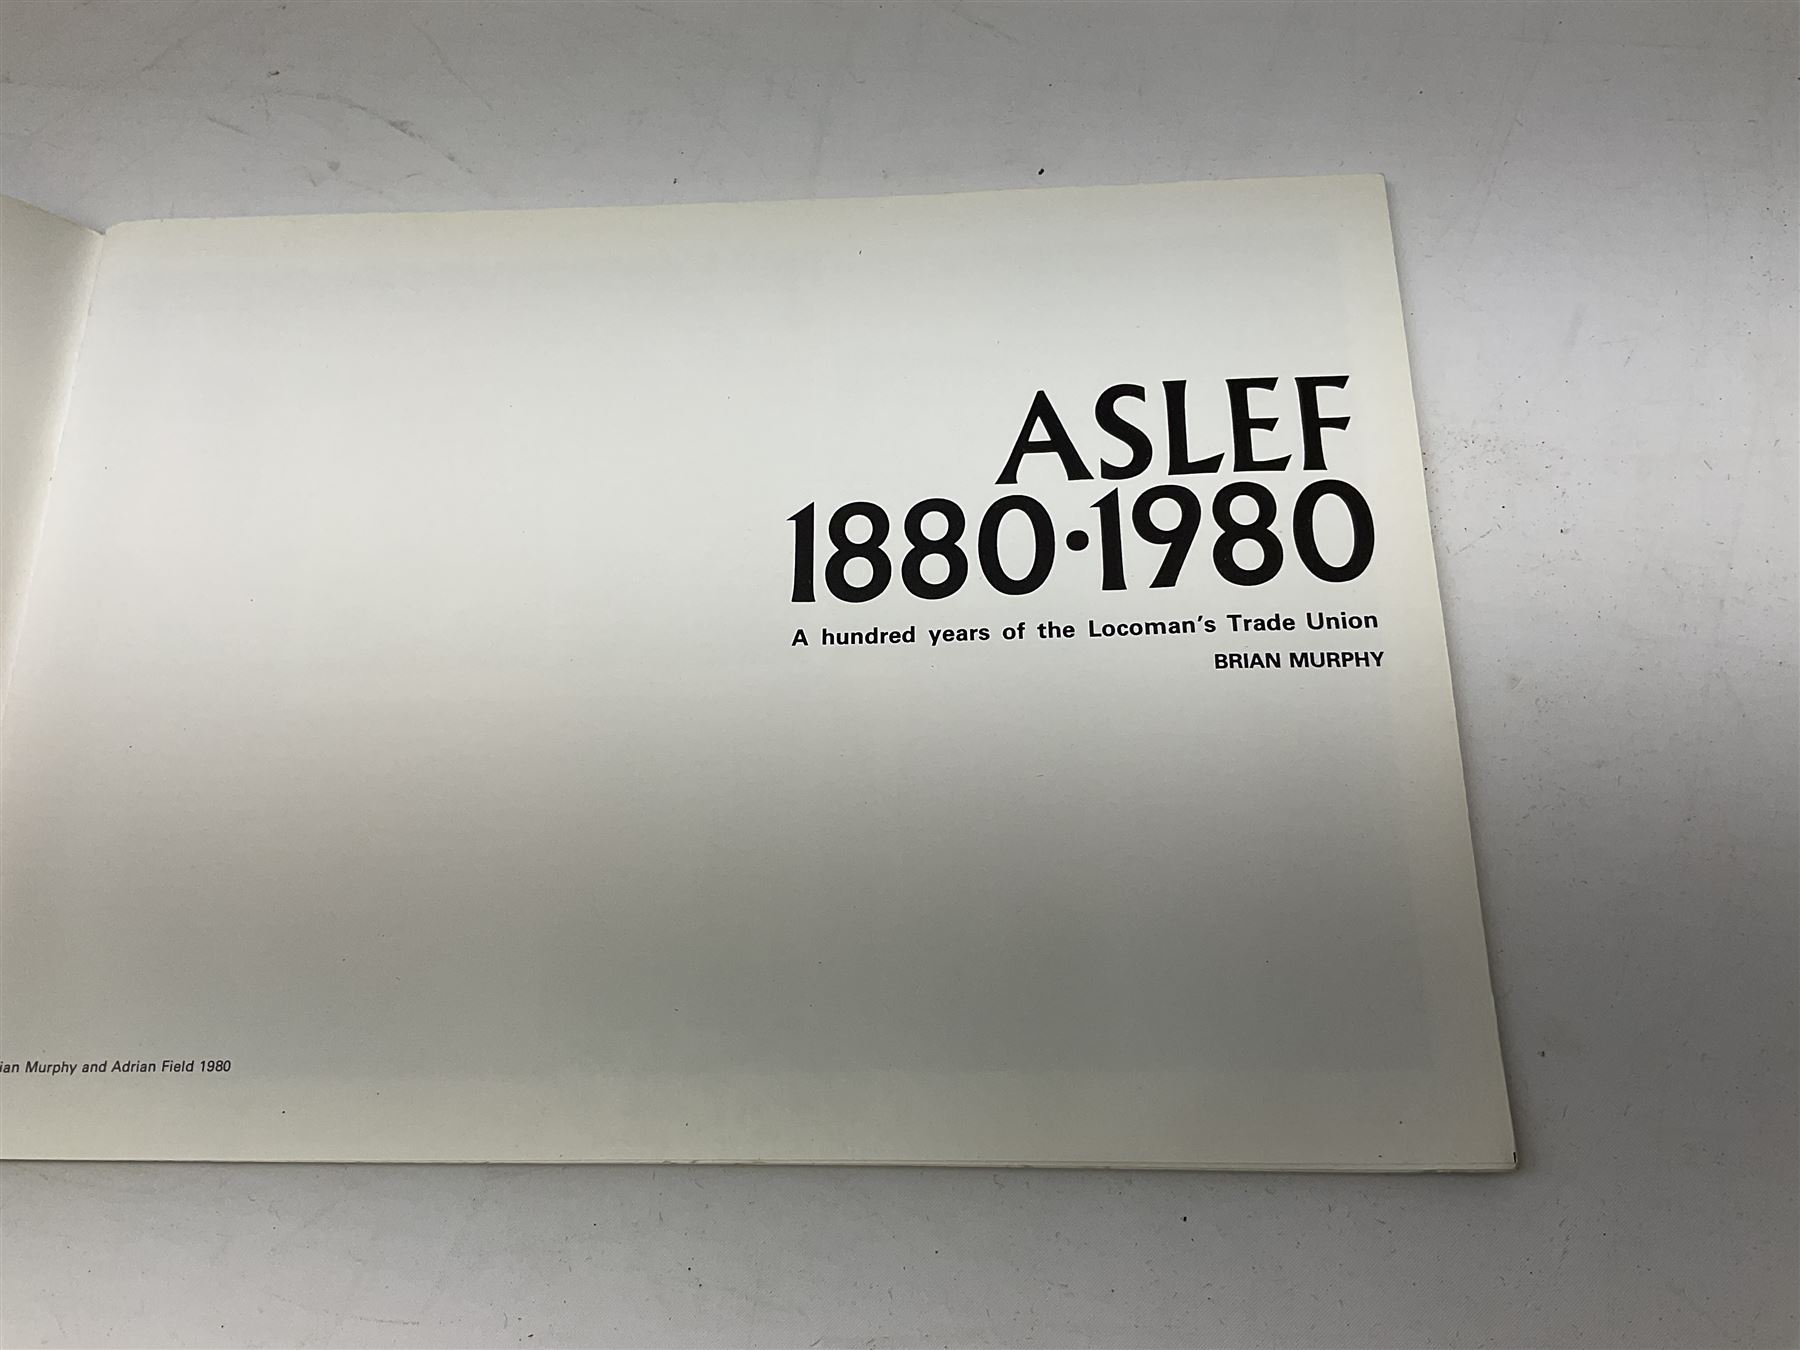 ASLEF
1880·1980
A hundred years of the Locoman's Trade Union
BRIAN MURPHY
Murphy and Adrian Field 1980